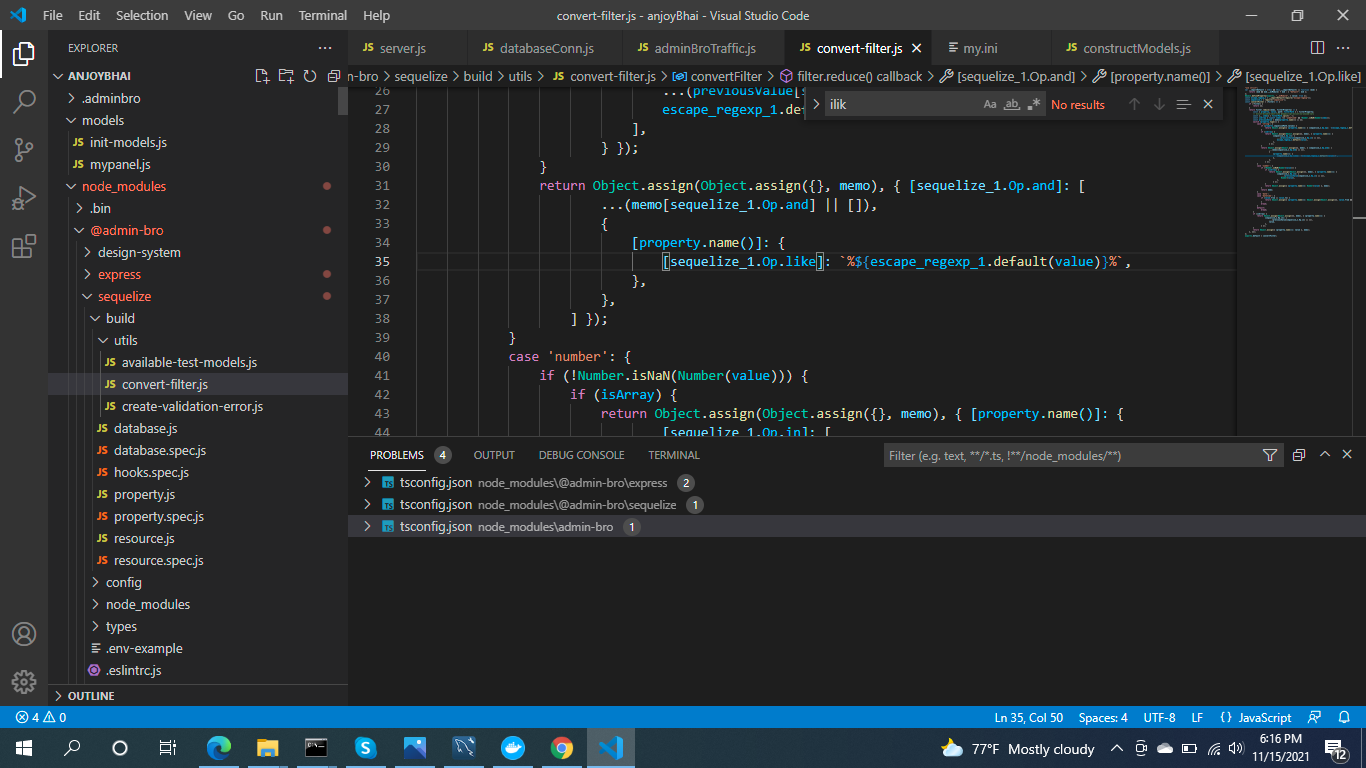 File Edit Selection View Go Run Terminal Help convert-filter.js - anjoyBhai - Visual Studio Code
EXPLORER
ANJOYBHAI
.adminbro
models
JS init-models.js
JS mypanel.js
node_modules
.bin
@admin-bro
design-system
express
sequelize
build
utils
JS available-test-models.js
JS convert-filter.js
JS create-validation-error.js
JS database.js
JS database.spec.js
JS hooks.spec.js
JS property.js
JS property.spec.js
JS resource.js
JS resource.spec.js
config
node_modules
types
.env-example
.eslintrc.js
OUTLINE
JS server.js JS databaseConn.js JS adminBroTraffic.js JS convert-filter.js my.ini JS constructModels.js
n-bro > sequelize > build > utils > JS convert-filter.js > convertFilter > filter.reduce() callback > [sequelize_1.Op.and] > [property.name()] > [sequelize_1.Op.like]
ilik Aa ab No results
26 ...(previousValue[s
27 escape_regexp_1.de
28 ],
29 } });
30 }
31 return Object.assign(Object.assign({}, memo), { [sequelize_1.Op.and]: [
32 ...(memo[sequelize_1.Op.and] || []),
33 {
34 [property.name()]: {
35 [sequelize_1.Op.like]: `%${escape_regexp_1.default(value)}%`,
36 },
37 },
38 ] });
39 }
40 case 'number': {
41 if (!Number.isNaN(Number(value))) {
42 if (isArray) {
43 return Object.assign(Object.assign({}, memo), { [property.name()]: {
44 [sequelize_1.Op.in]: [
PROBLEMS 4 OUTPUT DEBUG CONSOLE TERMINAL Filter (e.g. text, **/*.ts, !**/node_modules/**)
TS tsconfig.json node_modules\@admin-bro\express 2
TS tsconfig.json node_modules\@admin-bro\sequelize 1
TS tsconfig.json node_modules\admin-bro 1
4 0 Ln 35, Col 50 Spaces: 4 UTF-8 LF {} JavaScript
77°F Mostly cloudy
6:16 PM
11/15/2021
12